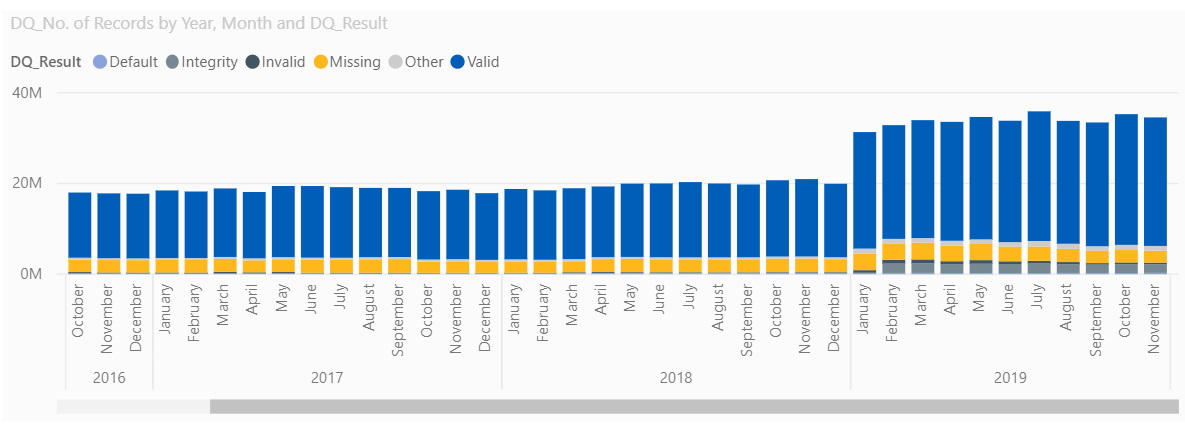 DQ_No. of Records by Year, Month and DQ_Result
DQ_Result Default Integrity Invalid Missing Other Valid
40M
20M
0M
October November December January February March April May June July August September October November December January February March April May June July August September October November December January February March April May June July August September October November
2016 2017 2018 2019